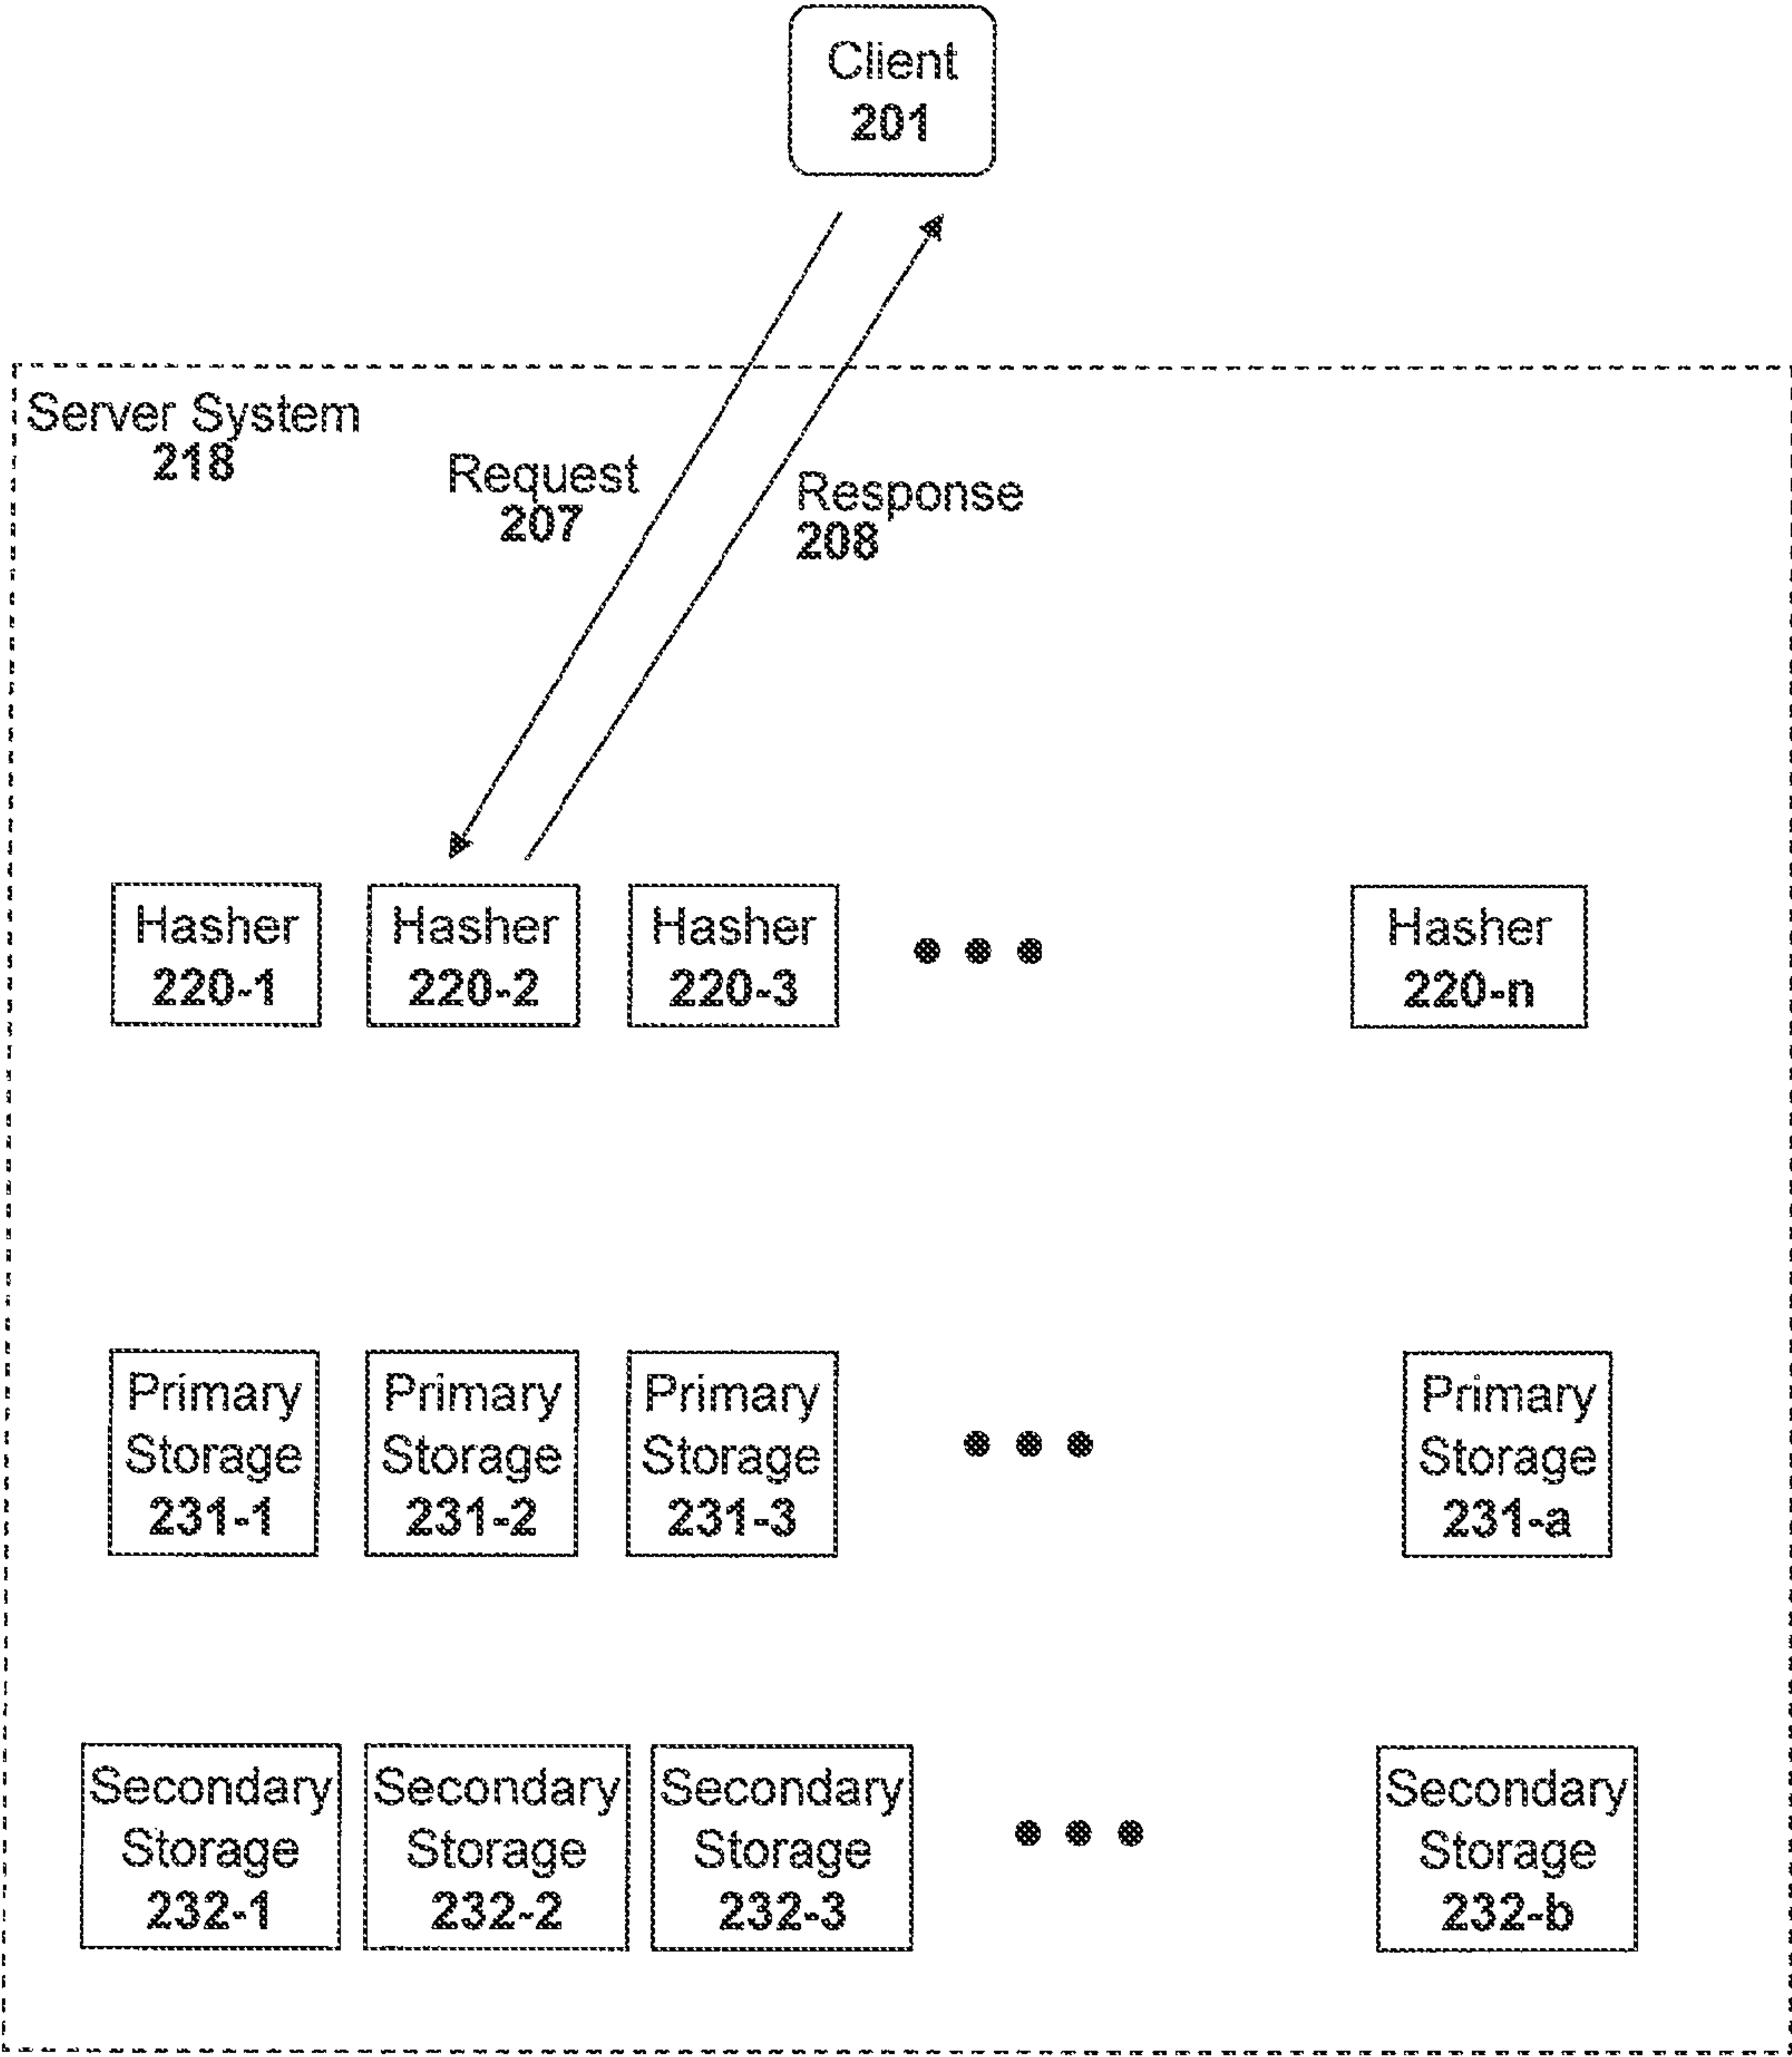 Client
201
Server System
218
Request
207
Response
208
Hasher
220-1
Hasher
220-2
Hasher
220-3
Hasher
220-n
Primary
Storage
231-1
Primary
Storage
231-2
Primary
Storage
231-3
Primary
Storage
231-a
Secondary
Storage
232-1
Secondary
Storage
232-2
Secondary
Storage
232-3
Secondary
Storage
232-b